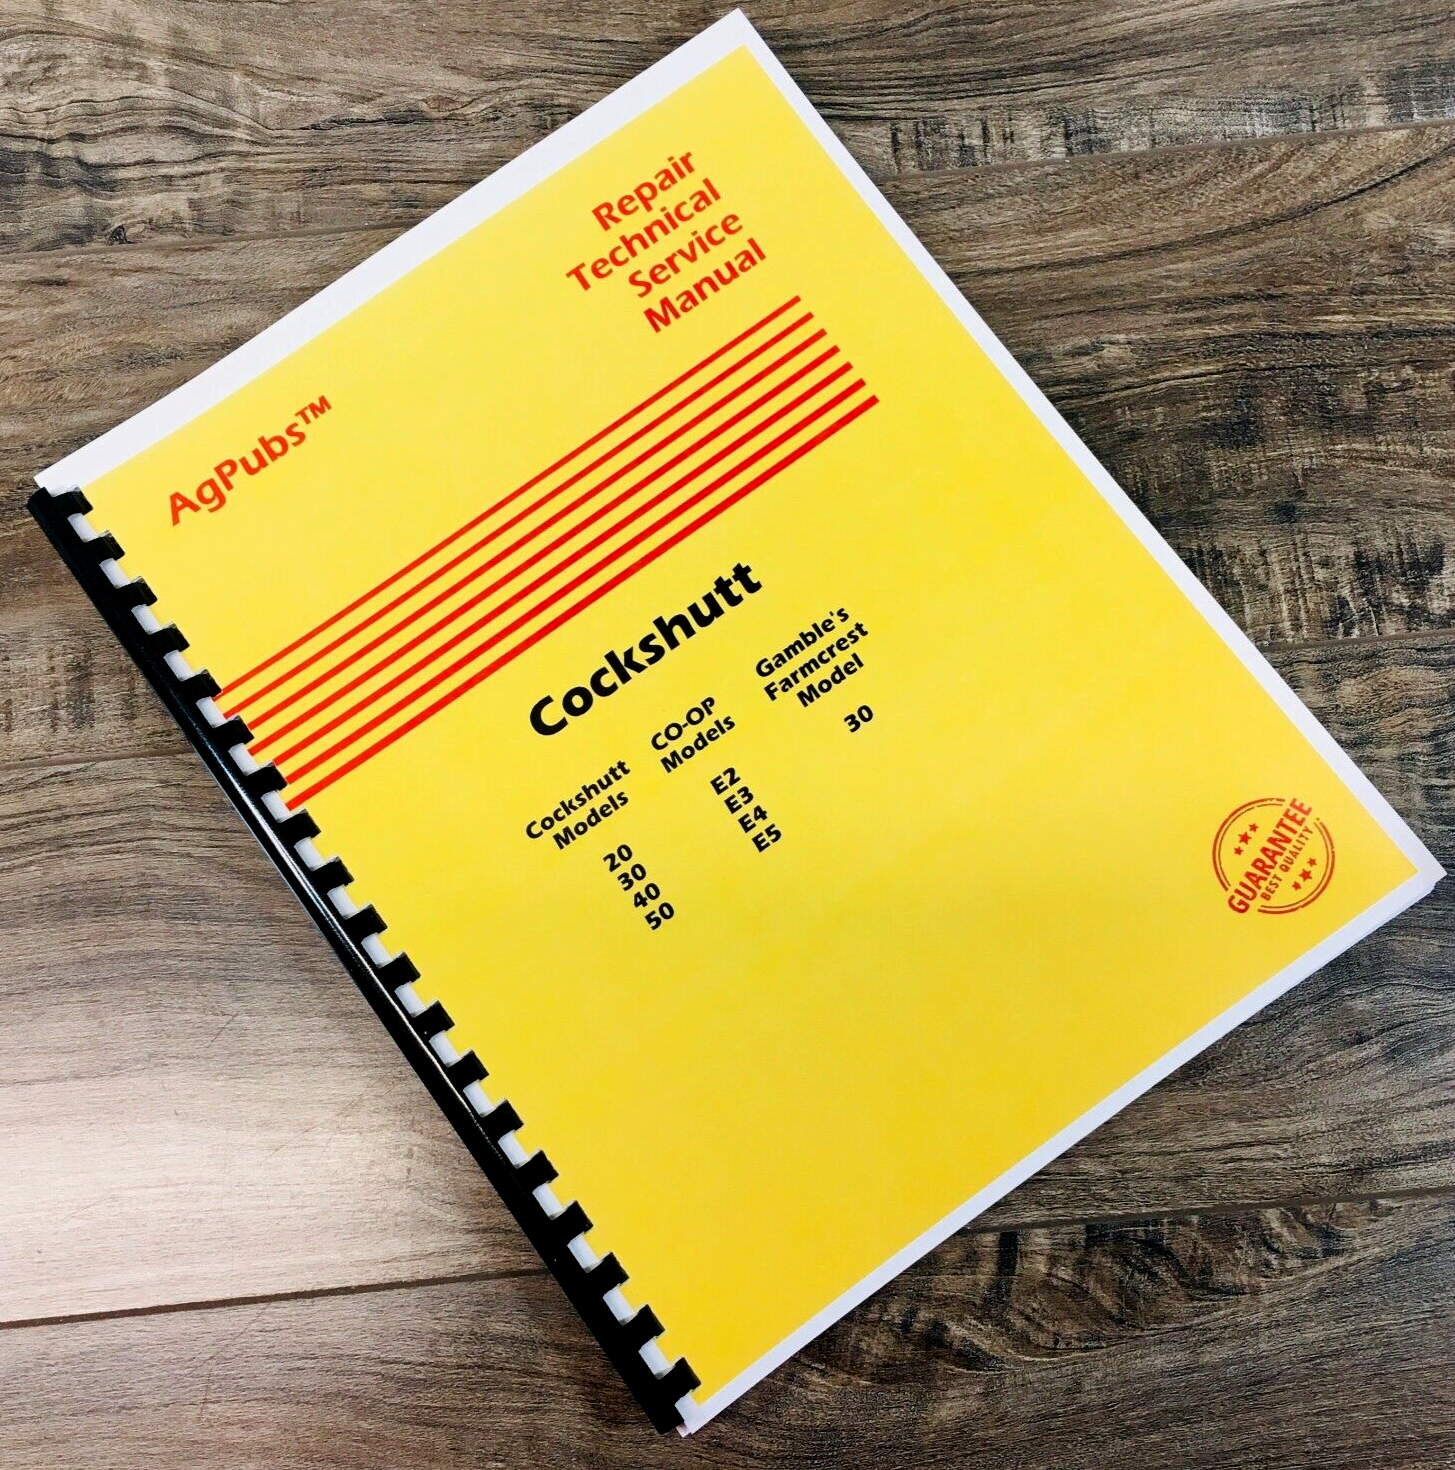 Repair
Technical
Service
Manual
AgPubs™
Cockshutt
Cockshutt
Models
20
30
40
50
CO-OP
Models
E2
E3
E4
E5
Gamble's
Farmcrest
Model
30
GUARANTEE
BEST QUALITY